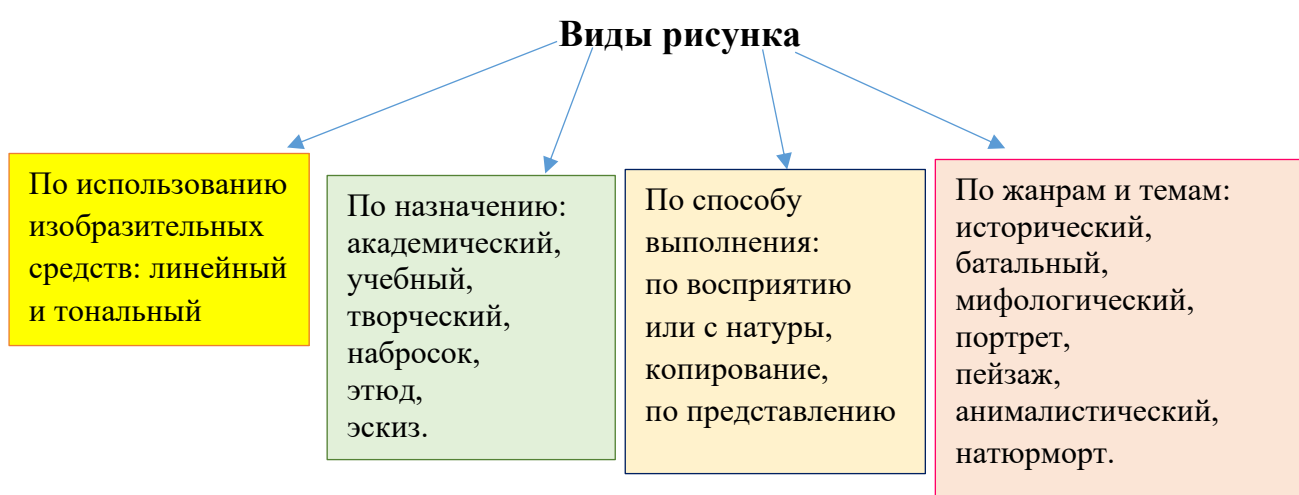 Виды рисунка
По использованию
изобразительных
средств: линейный
и тональный
По назначению:
академический,
учебный,
творческий,
набросок,
этюд,
эскиз.
По способу
выполнения:
по восприятию
или с натуры,
копирование,
по представлению
По жанрам и темам:
исторический,
батальный,
мифологический,
портрет,
пейзаж,
анималистический,
натюрморт.